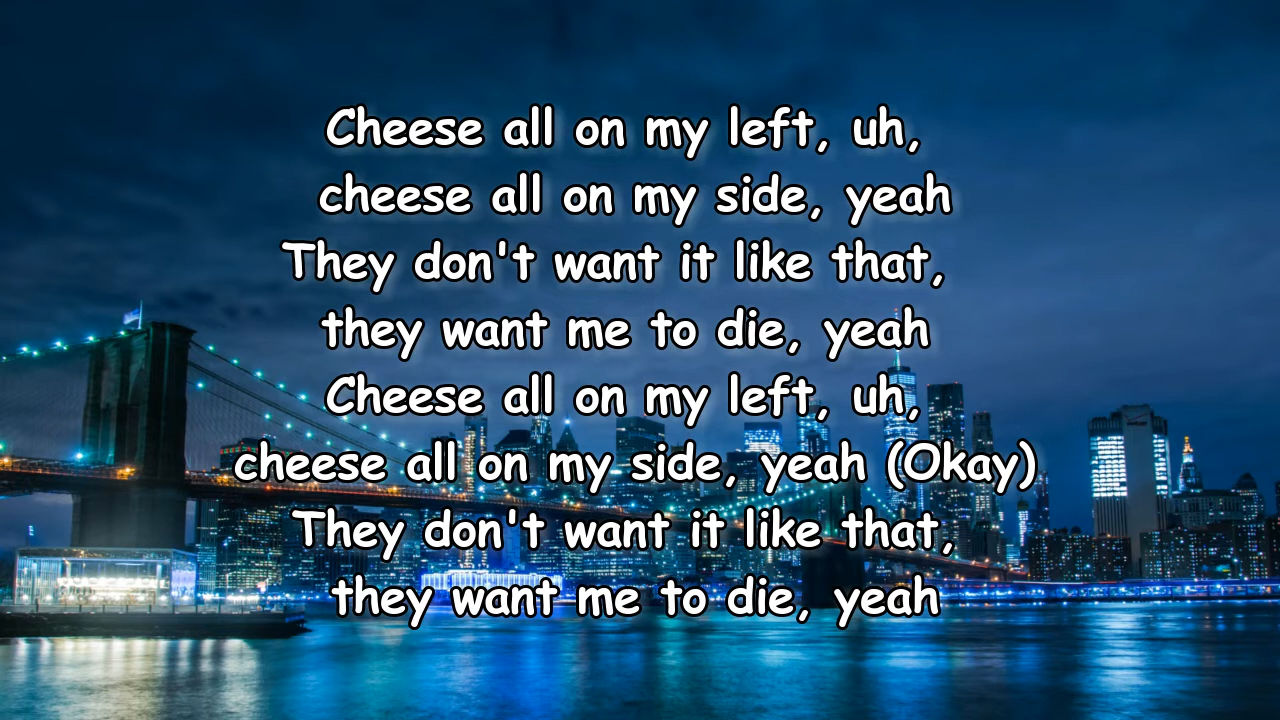 Cheese all on my left, uh,
cheese all on my side, yeah
They don't want it like that,
they want me to die, yeah
Cheese all on my left, uh,
cheese all on my side, yeah (Okay)
They don't want it like that,
they want me to die, yeah